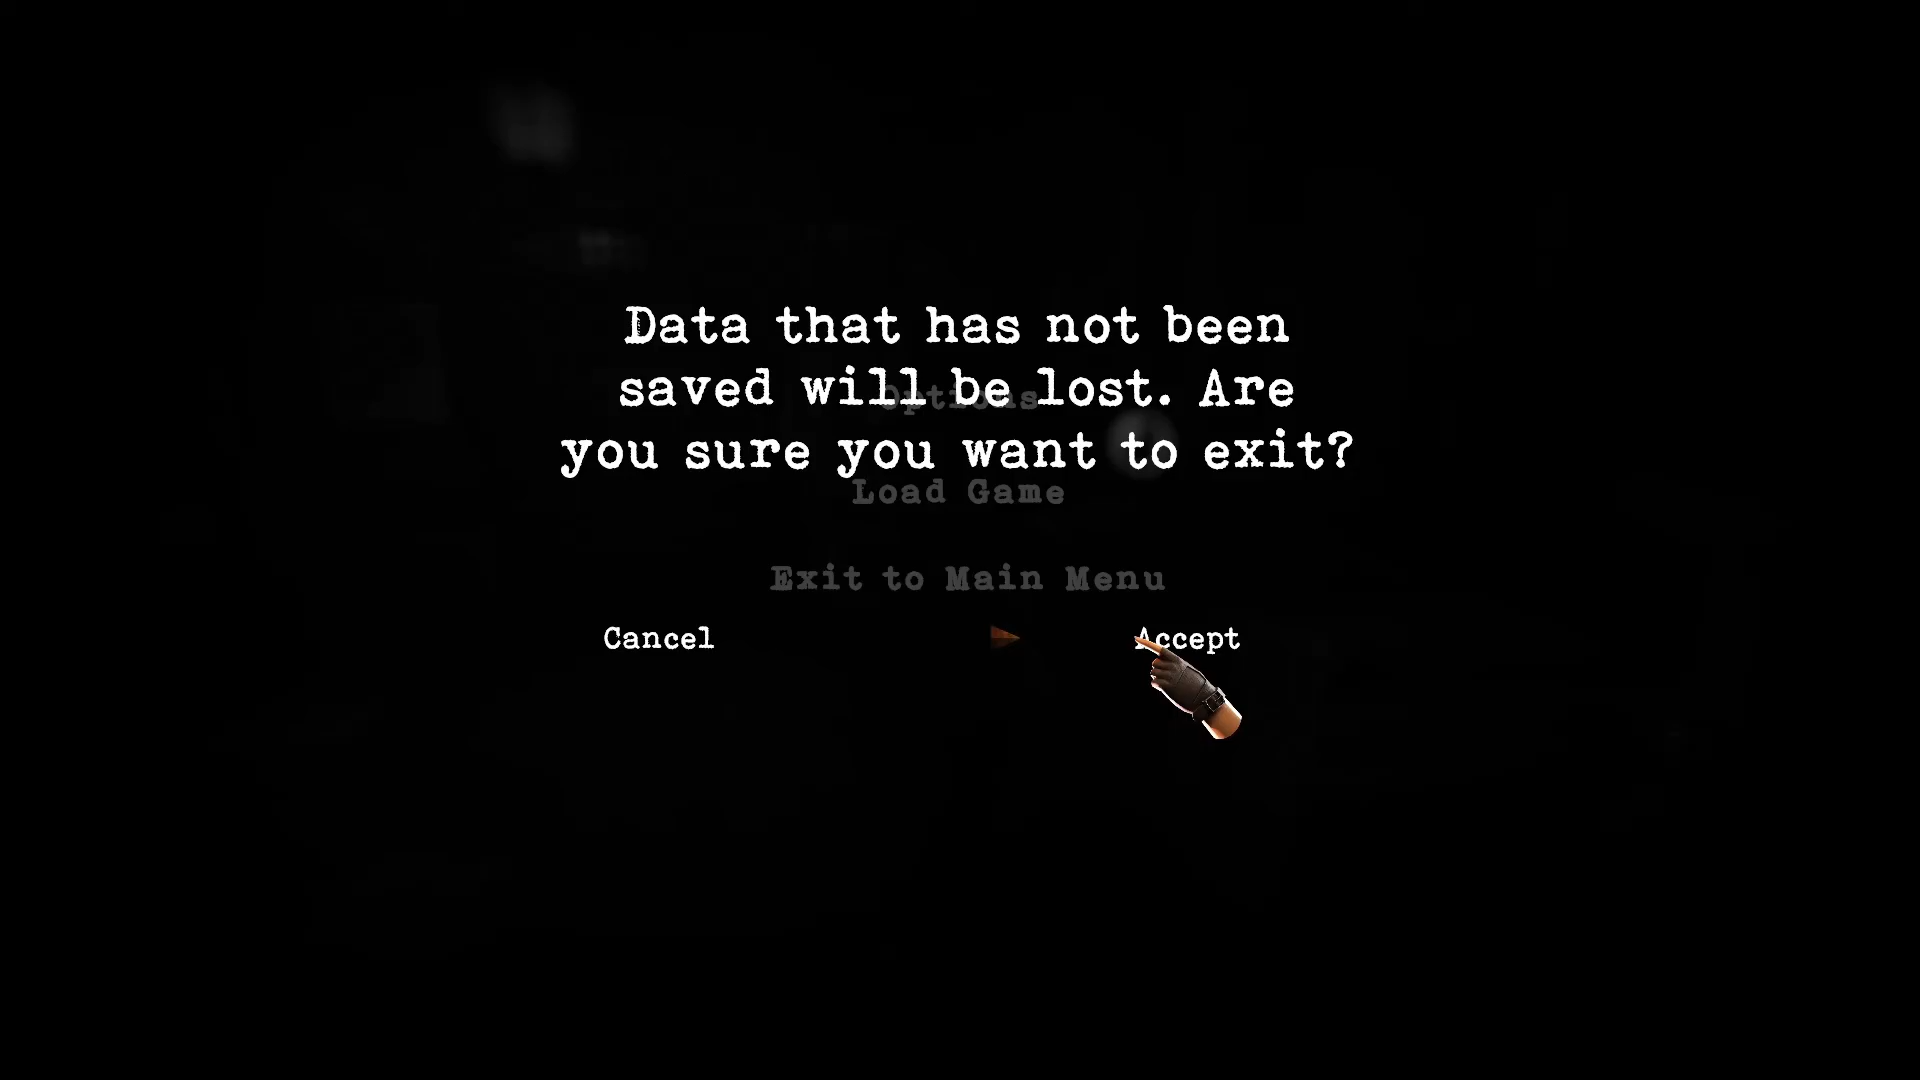 Data that has not been
saved will be lost. Are
Options
you sure you want to exit?
Load Game
Exit to Main Menu
Cancel
Accept